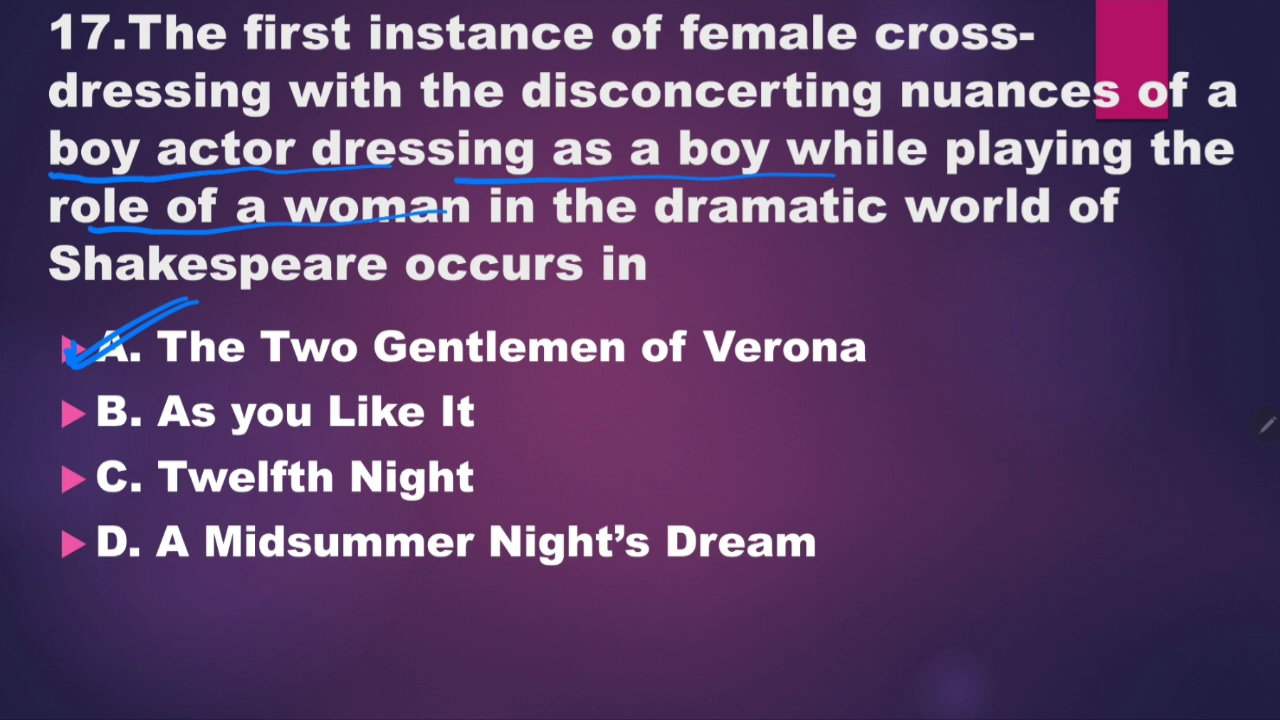 17.The first instance of female cross-
dressing with the disconcerting nuances of a
boy actor dressing as a boy while playing the
role of a woman in the dramatic world of
Shakespeare occurs in
A. The Two Gentlemen of Verona
B. As you Like It
C. Twelfth Night
D. A Midsummer Night’s Dream